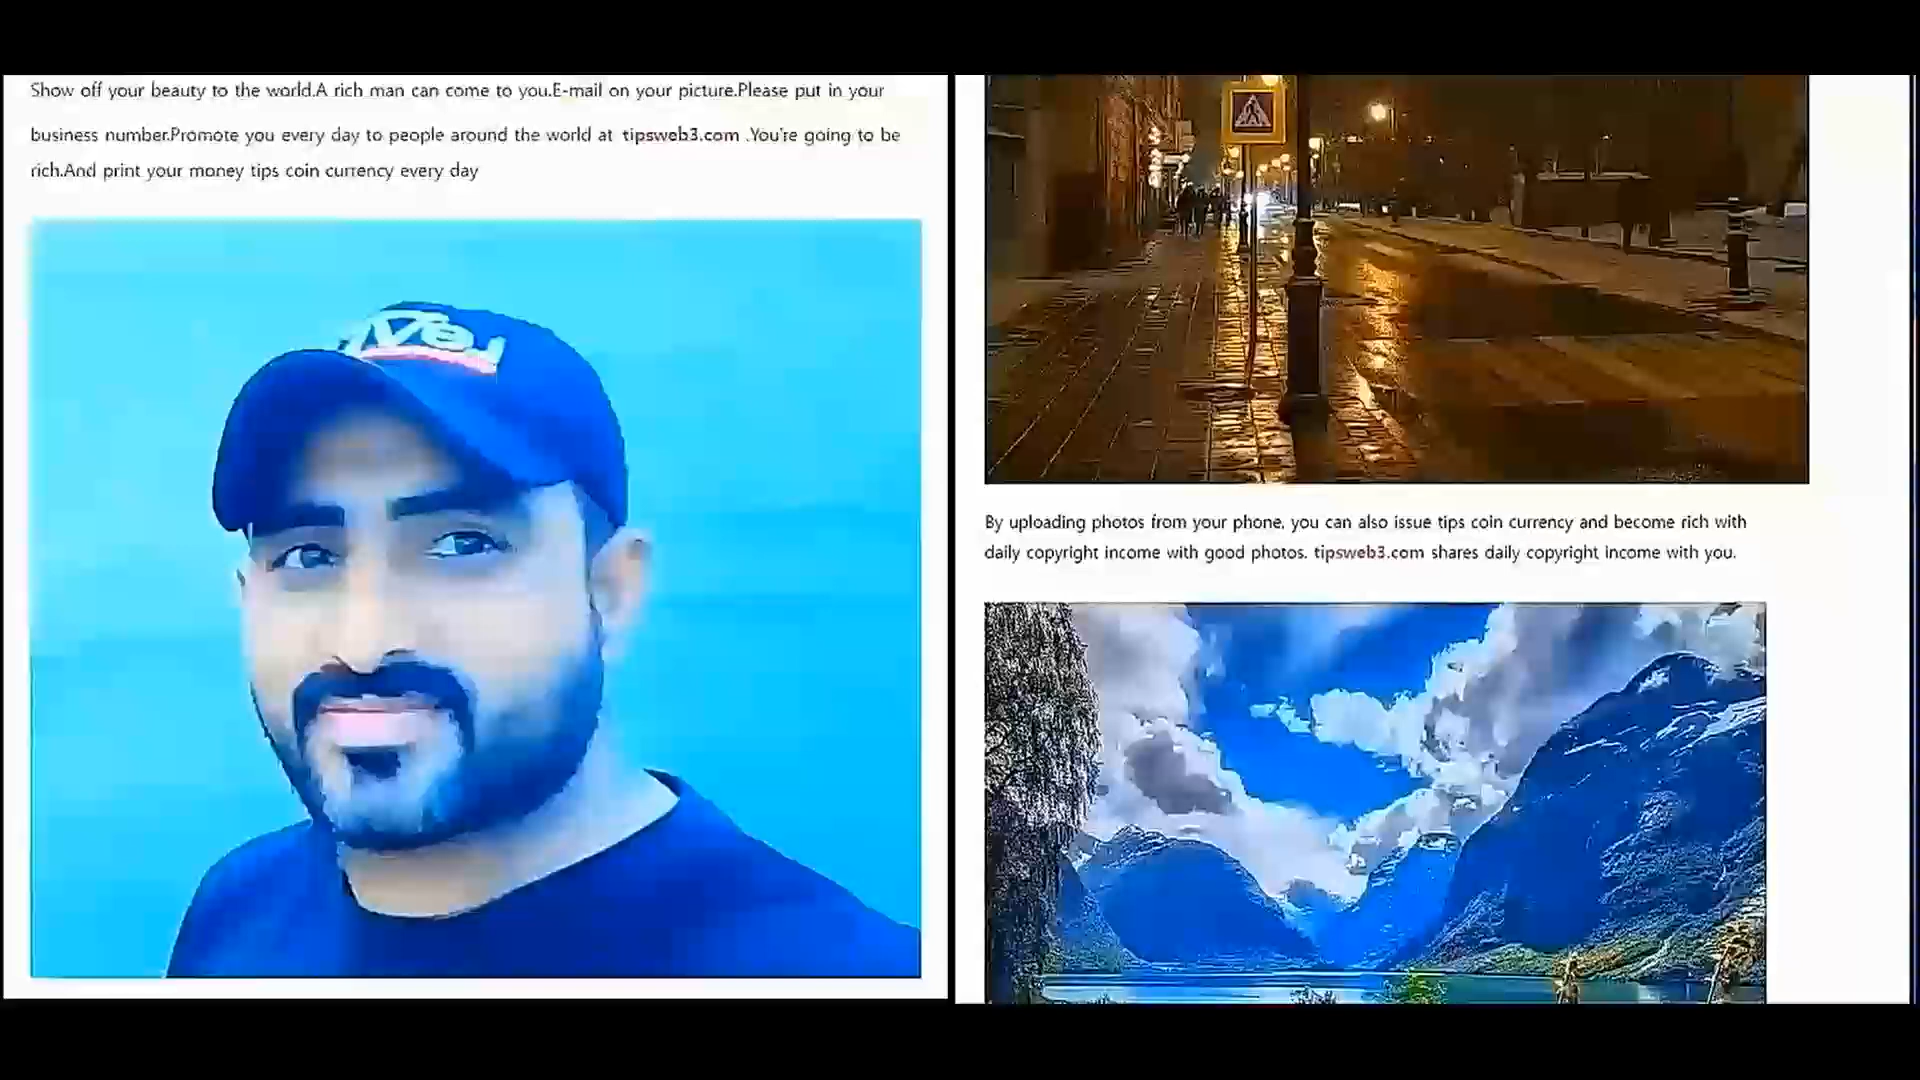 Show off your beauty to the world.A rich man can come to you.E-mail on your picture.Please put in your
business number.Promote you every day to people around the world at tipsweb3.com .You're going to be
rich.And print your money tips coin currency every day
By uploading photos from your phone, you can also issue tips coin currency and become rich with
daily copyright income with good photos. tipsweb3.com shares daily copyright income with you.